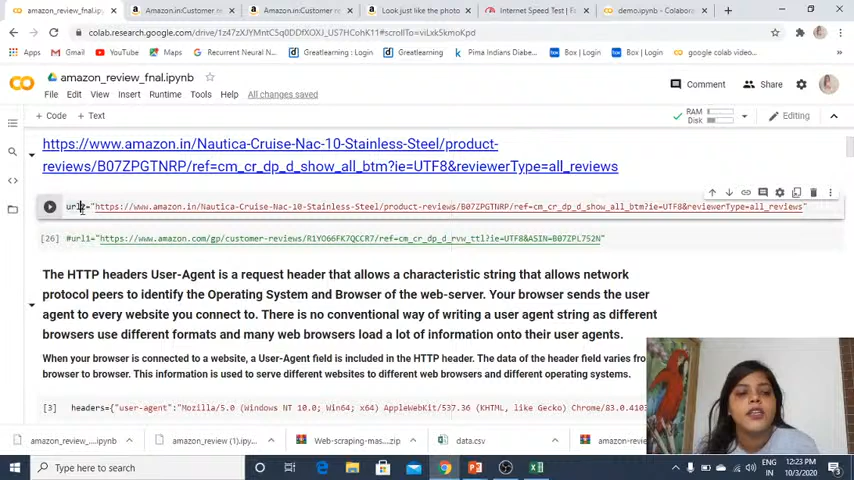 amazon_review_fnal.ipynb
Amazon.in:Customer re
Amazon.in:Customer re
Look just like the photo
Internet Speed Test | F
demo.ipynb - Colabora
colab.research.google.com/drive/1z47zXJYMntC5q0DDfXOXJ_US7HCohK11#scrollTo=viLxk5kmoKpd
Apps
Gmail
YouTube
Maps
Recurrent Neural N...
Greatlearning : Login
Greatlearning
Login
Pima Indians Diabe...
Box | Login
Box | Login
google colab
amazon_review_fnal.ipynb
Comment
Share
File Edit View Insert Runtime Tools Help All changes saved
+ Code + Text
RAM
Disk
Editing
https://www.amazon.in/Nautica-Cruise-Nac-10-Stainless-Steel/product-
reviews/B07ZPGTNRP/ref=cm_cr_dp_d_show_all_btm?ie=UTF8&reviewerType=all_reviews
="https://www.amazon.in/Nautica-Cruise-Nac-10-Stainless-Steel/product-reviews/B07ZPGTNRP/ref=cm_cr_dp_d_show_all_btm?ie=UTF8&reviewerType=all_reviews"
[26] #url1="https://www.amazon.com/gp/customer-reviews/R1YO66FK7QCCR7/ref=cm_cr_dp_d_rvw_ttl?ie=UTF8&ASIN=B07ZPL752N"
The HTTP headers User-Agent is a request header that allows a characteristic string that allows network
protocol peers to identify the Operating System and Browser of the web-server. Your browser sends the user
agent to every website you connect to. There is no conventional way of writing a user agent string as different
browsers use different formats and many web browsers load a lot of information onto their user agents.
When your browser is connected to a website, a User-Agent field is included in the HTTP header. The data of the header field varies from
browser to browser. This information is used to serve different websites to different web browsers and different operating systems.
[3] headers={"user-agent":"Mozilla/5.0 (Windows NT 10.0; Win64; x64) AppleWebKit/537.36 (KHTML, like Gecko) Chrome/83.0.4103
amazon_review_....ipynb
amazon_review (1).ipynb
Web-scraping-mas....zip
data.csv
amazon-re
Type here to search
ENG
IN
12:23 PM
10/3/2020